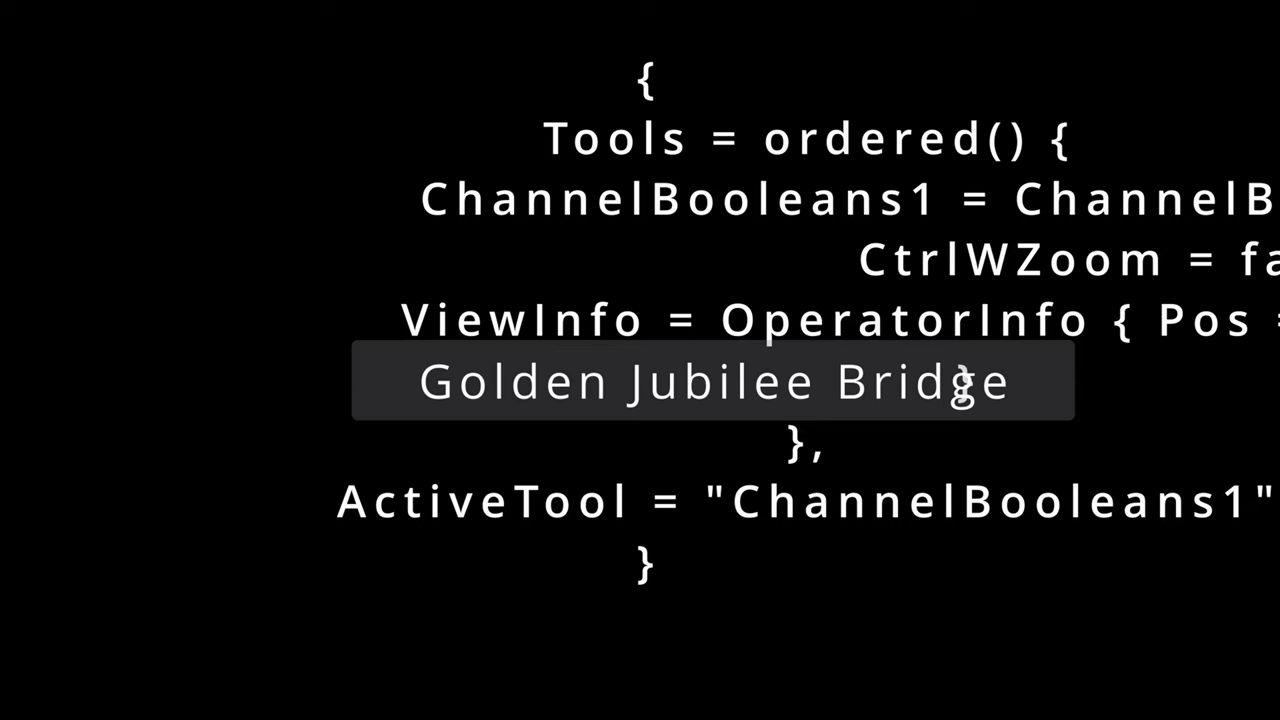 {
Tools = ordered() {
ChannelBooleans1 = ChannelB
CtrlWZoom = fa
ViewInfo = OperatorInfo { Pos =
Golden Jubilee Bridge
}
},
ActiveTool = "ChannelBooleans1"
}